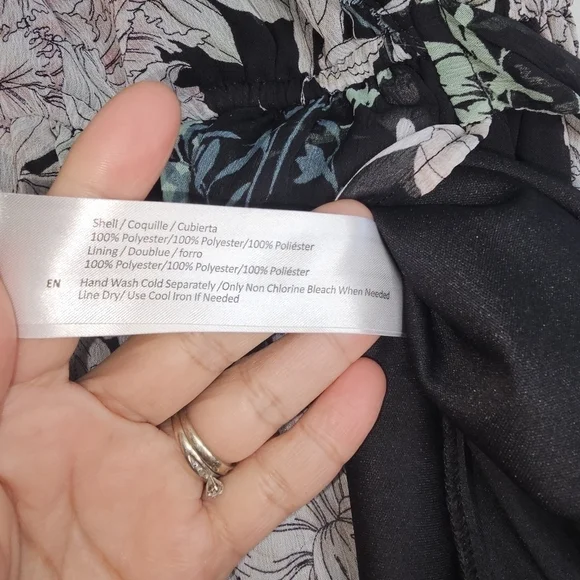 Shell / Coquille / Cubierta
100% Polyester/100% Polyester/100% Poliéster
Lining / Doublue / forro
100% Polyester/100% Polyester/100% Poliéster
EN Hand Wash Cold Separately /Only Non Chlorine Bleach When Needed
Line Dry/ Use Cool Iron If Needed